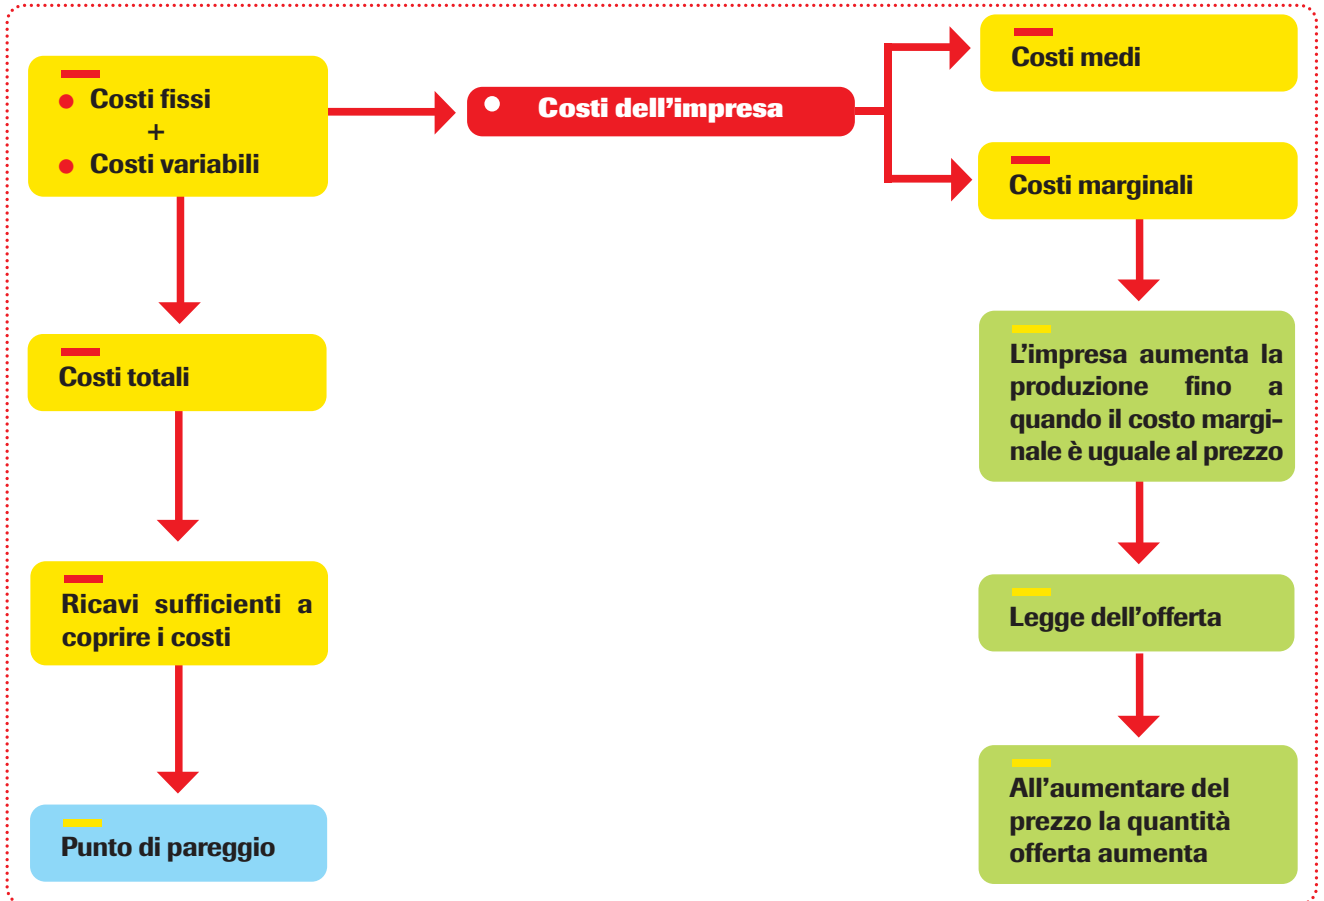 Costi fissi
+
Costi variabili
Costi totali
Ricavi sufficienti a
coprire i costi
Punto di pareggio
Costi dell'impresa
Costi medi
Costi marginali
L'impresa aumenta la
produzione fino a
quando il costo margi-
nale è uguale al prezzo
Legge dell'offerta
All'aumentare del
prezzo la quantità
offerta aumenta